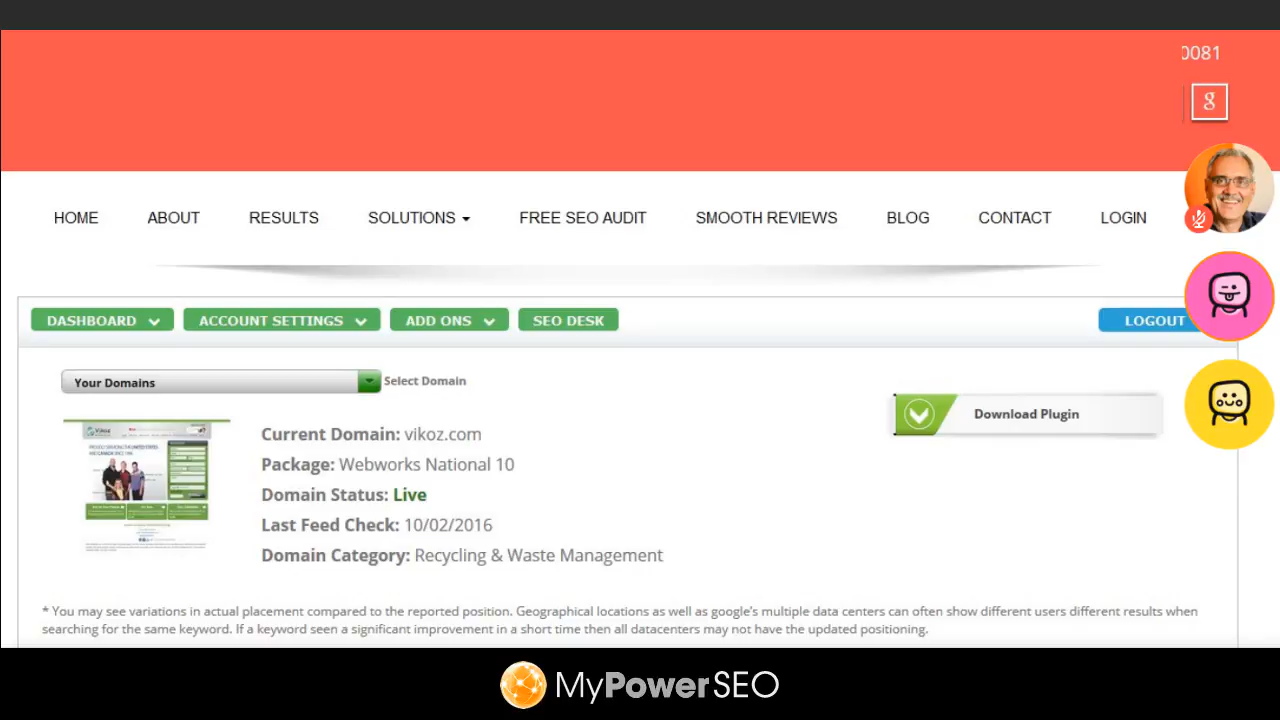 0081
g
HOME ABOUT RESULTS SOLUTIONS FREE SEO AUDIT SMOOTH REVIEWS BLOG CONTACT LOGIN
DASHBOARD ACCOUNT SETTINGS ADD ONS SEO DESK LOGOUT
Your Domains Select Domain
Download Plugin
Vikoz
Current Domain: vikoz.com
Package: Webworks National 10
Domain Status: Live
Last Feed Check: 10/02/2016
Domain Category: Recycling & Waste Management
* You may see variations in actual placement compared to the reported position. Geographical locations as well as google's multiple data centers can often show different users different results when
searching for the same keyword. If a keyword seen a significant improvement in a short time then all datacenters may not have the updated positioning.
MyPowerSEO